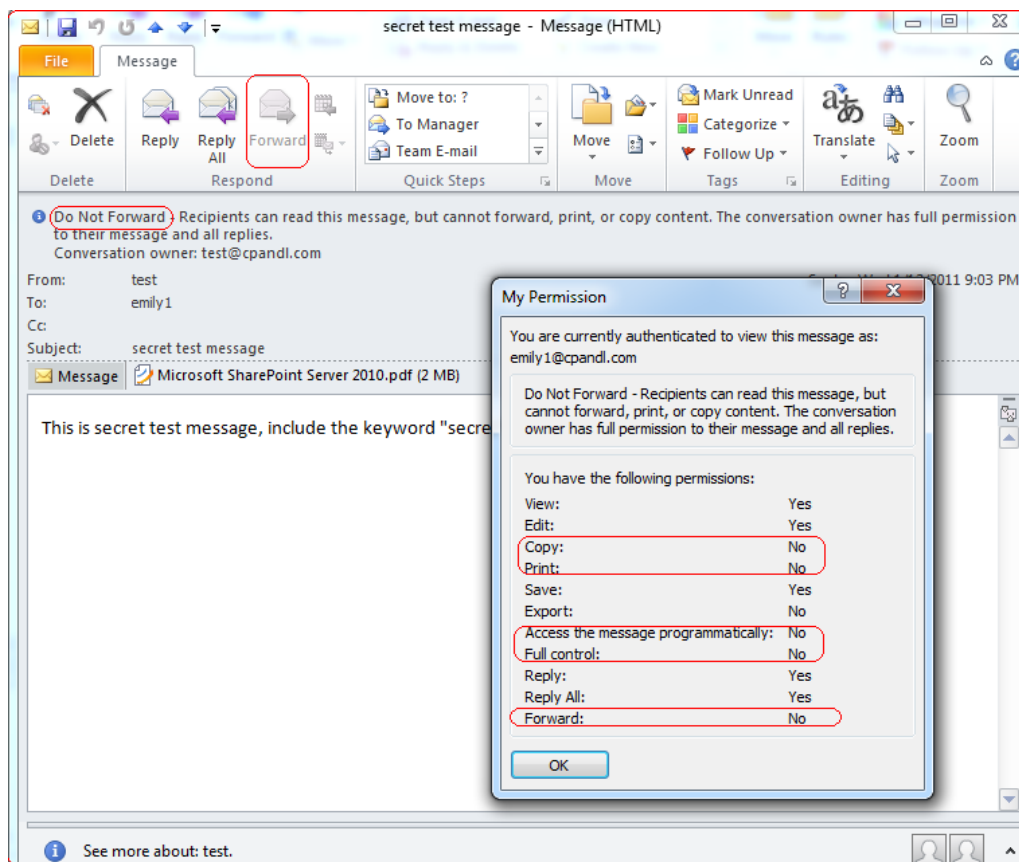 secret test message - Message (HTML)
File
Message
Delete
Reply
Reply All
Forward
Move to: ?
To Manager
Team E-mail
Move
Mark Unread
Categorize
Follow Up
Translate
Zoom
Delete
Respond
Quick Steps
Move
Tags
Editing
Zoom
Do Not Forward - Recipients can read this message, but cannot forward, print, or copy content. The conversation owner has full permission
to their message and all replies.
Conversation owner: test@cpandl.com
From: test
2011 9:03 PM
To: emily1
Cc:
Subject: secret test message
Message
Microsoft SharePoint Server 2010.pdf (2 MB)
This is secret test message, include the keyword
My Permission
You are currently authenticated to view this message as:
emily1@cpandl.com
Do Not Forward - Recipients can read this message, but
cannot forward, print, or copy content. The conversation
owner has full permission to their message and all replies.
You have the following permissions:
View: Yes
Edit: Yes
Copy: No
Print: No
Save: Yes
Export: No
Access the message programmatically: No
Full control: No
Reply: Yes
Reply All: Yes
Forward: No
OK
See more about: test.